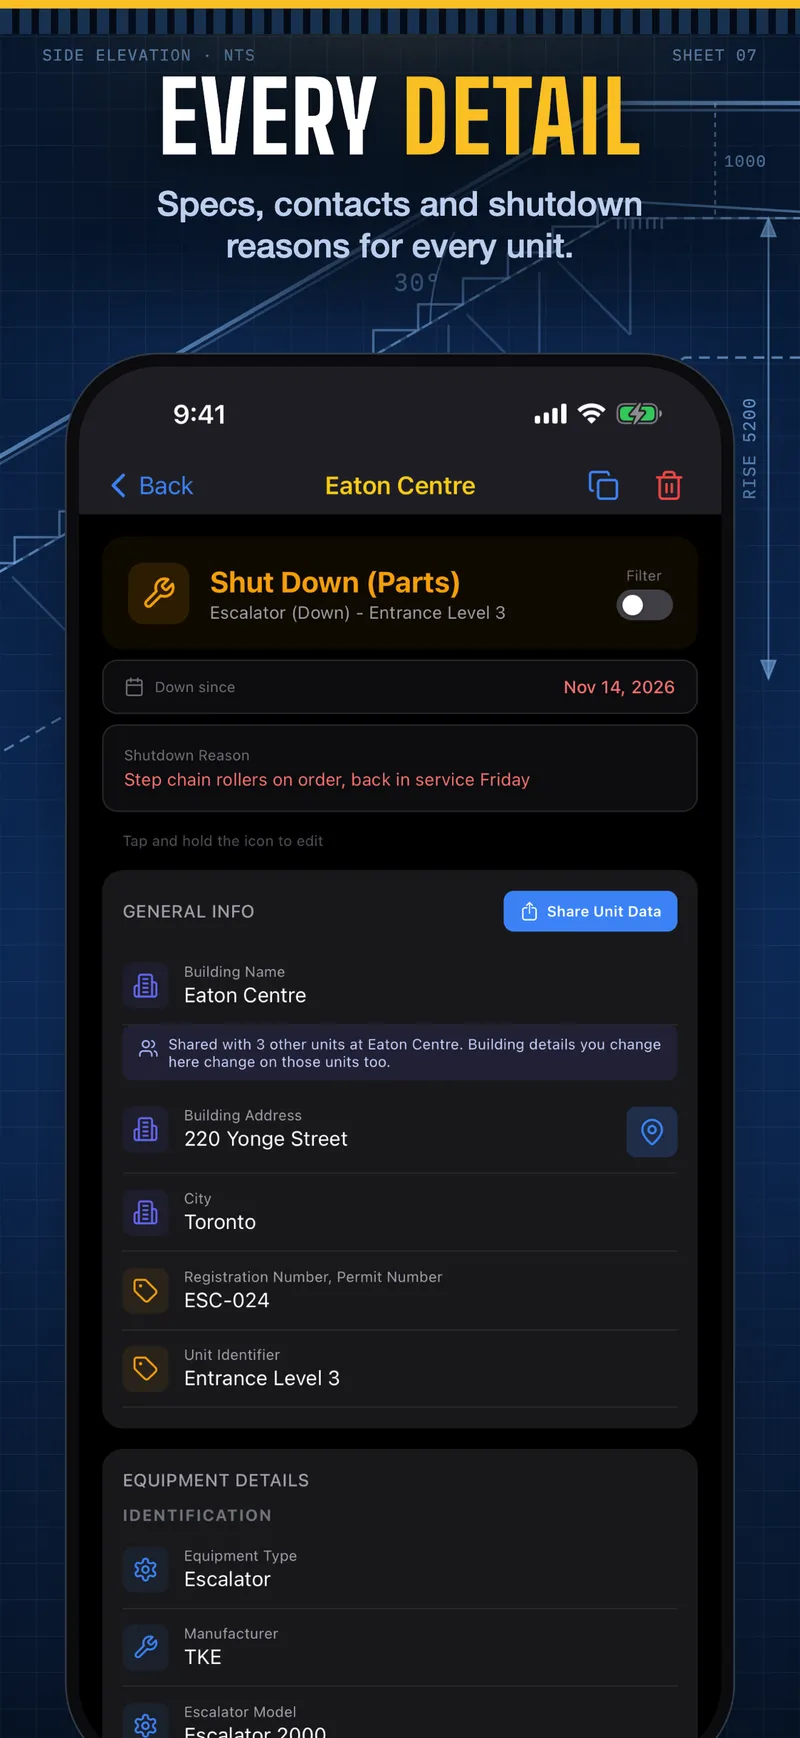 SIDE ELEVATION · NTS
SHEET 07
EVERY DETAIL
1000
Specs, contacts and shutdown
reasons for every unit.
30°
RISE 5200
9:41
Back
Eaton Centre
Shut Down (Parts)
Filter
Escalator (Down) - Entrance Level 3
Down since
Nov 14, 2026
Shutdown Reason
Step chain rollers on order, back in service Friday
Tap and hold the icon to edit
GENERAL INFO
Share Unit Data
Building Name
Eaton Centre
Shared with 3 other units at Eaton Centre. Building details you change
here change on those units too.
Building Address
220 Yonge Street
City
Toronto
Registration Number, Permit Number
ESC-024
Unit Identifier
Entrance Level 3
EQUIPMENT DETAILS
IDENTIFICATION
Equipment Type
Escalator
Manufacturer
TKE
Escalator Model
Escalator 2000